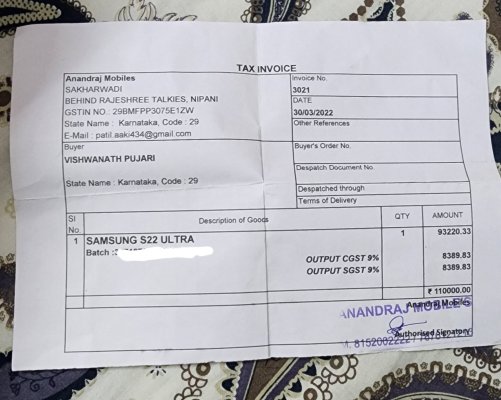 TAX INVOICE
Anandraj Mobiles
SAKHARWADI
BEHIND RAJESHREE TALKIES, NIPANI
GSTIN NO.: 29BMFPP3075E1ZW
State Name : Karnataka, Code : 29
E-Mail : patil.aaki434@gmail.com
Invoice No.
3021
DATE
30/03/2022
Other References
Buyer
VISHWANATH PUJARI
State Name : Karnataka, Code : 29
Buyer's Order No.
Despatch Document No.
Despatched through
Terms of Delivery
SI No. Description of Goods QTY AMOUNT
1 SAMSUNG S22 ULTRA 1 93220.33
Batch :
OUTPUT CGST 9% 8389.83
OUTPUT SGST 9% 8389.83
₹ 110000.00
Anandraj Mobiles
ANANDRAJ MOBILE'S
Authorised Signatory